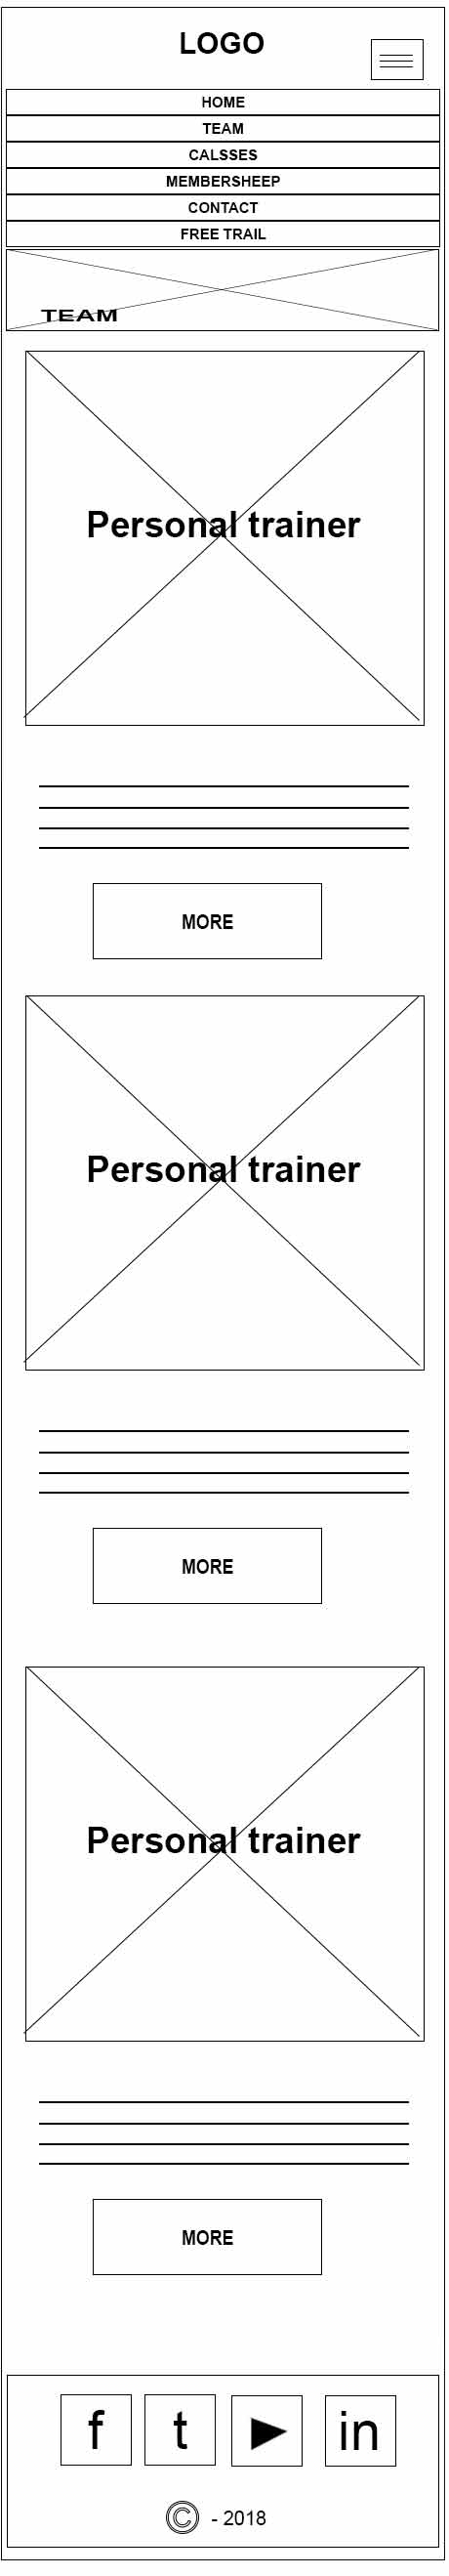 LOGO
HOME
TEAM
CALSSES
MEMBERSHEEP
CONTACT
FREE TRAIL
TEAM
Personal trainer
MORE
Personal trainer
MORE
Personal trainer
MORE
f t in
© - 2018